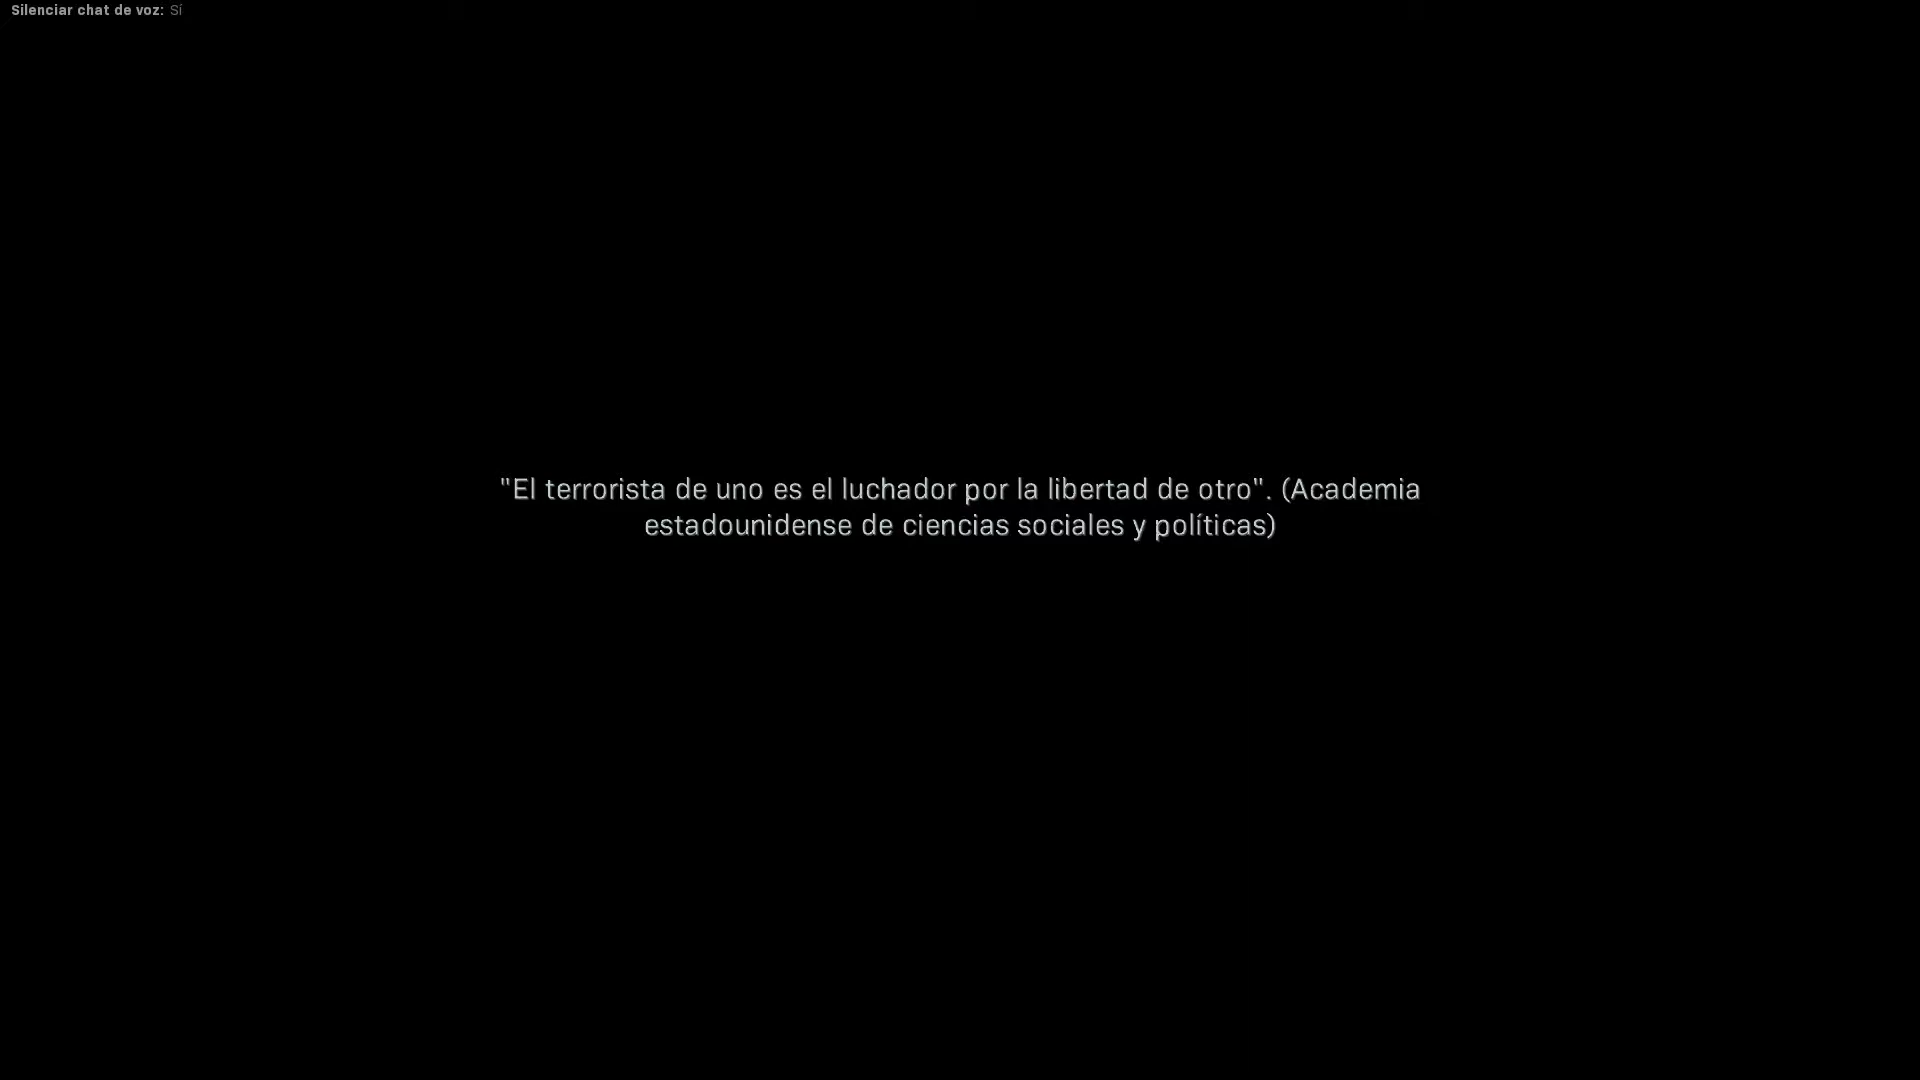 Silenciar chat de voz: Sí
"El terrorista de uno es el luchador por la libertad de otro". (Academia
estadounidense de ciencias sociales y políticas)